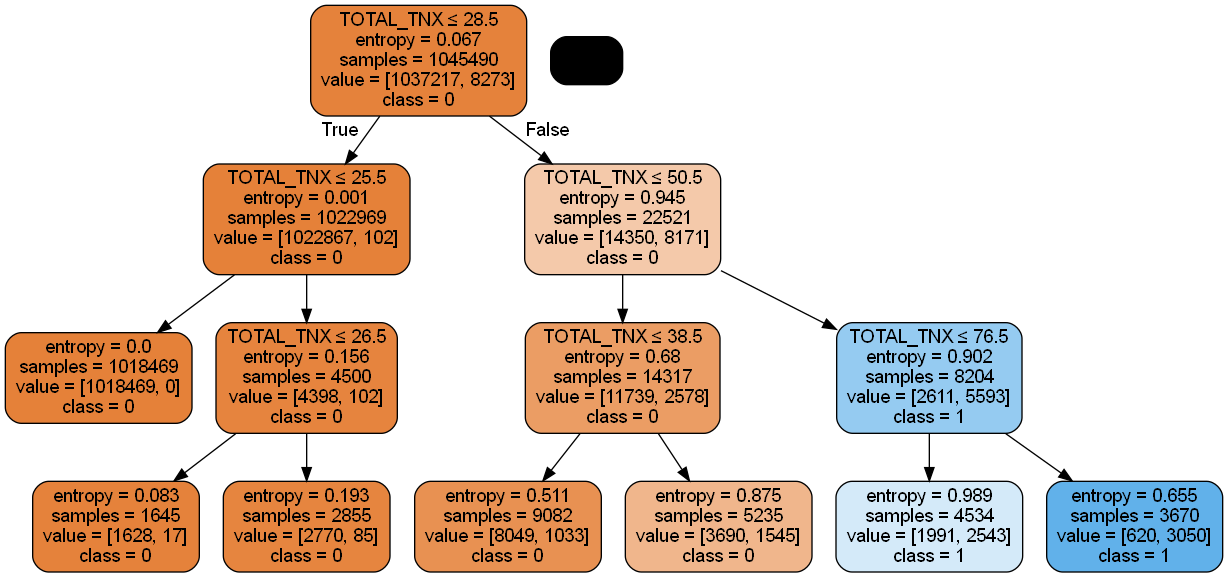 TOTAL_TNX ≤ 28.5
entropy = 0.067
samples = 1045490
value = [1037217, 8273]
class = 0
True
False
TOTAL_TNX ≤ 25.5
entropy = 0.001
samples = 1022969
value = [1022867, 102]
class = 0
TOTAL_TNX ≤ 50.5
entropy = 0.945
samples = 22521
value = [14350, 8171]
class = 0
entropy = 0.0
samples = 1018469
value = [1018469, 0]
class = 0
TOTAL_TNX ≤ 26.5
entropy = 0.156
samples = 4500
value = [4398, 102]
class = 0
TOTAL_TNX ≤ 38.5
entropy = 0.68
samples = 14317
value = [11739, 2578]
class = 0
TOTAL_TNX ≤ 76.5
entropy = 0.902
samples = 8204
value = [2611, 5593]
class = 1
entropy = 0.083
samples = 1645
value = [1628, 17]
class = 0
entropy = 0.193
samples = 2855
value = [2770, 85]
class = 0
entropy = 0.511
samples = 9082
value = [8049, 1033]
class = 0
entropy = 0.875
samples = 5235
value = [3690, 1545]
class = 0
entropy = 0.989
samples = 4534
value = [1991, 2543]
class = 1
entropy = 0.655
samples = 3670
value = [620, 3050]
class = 1